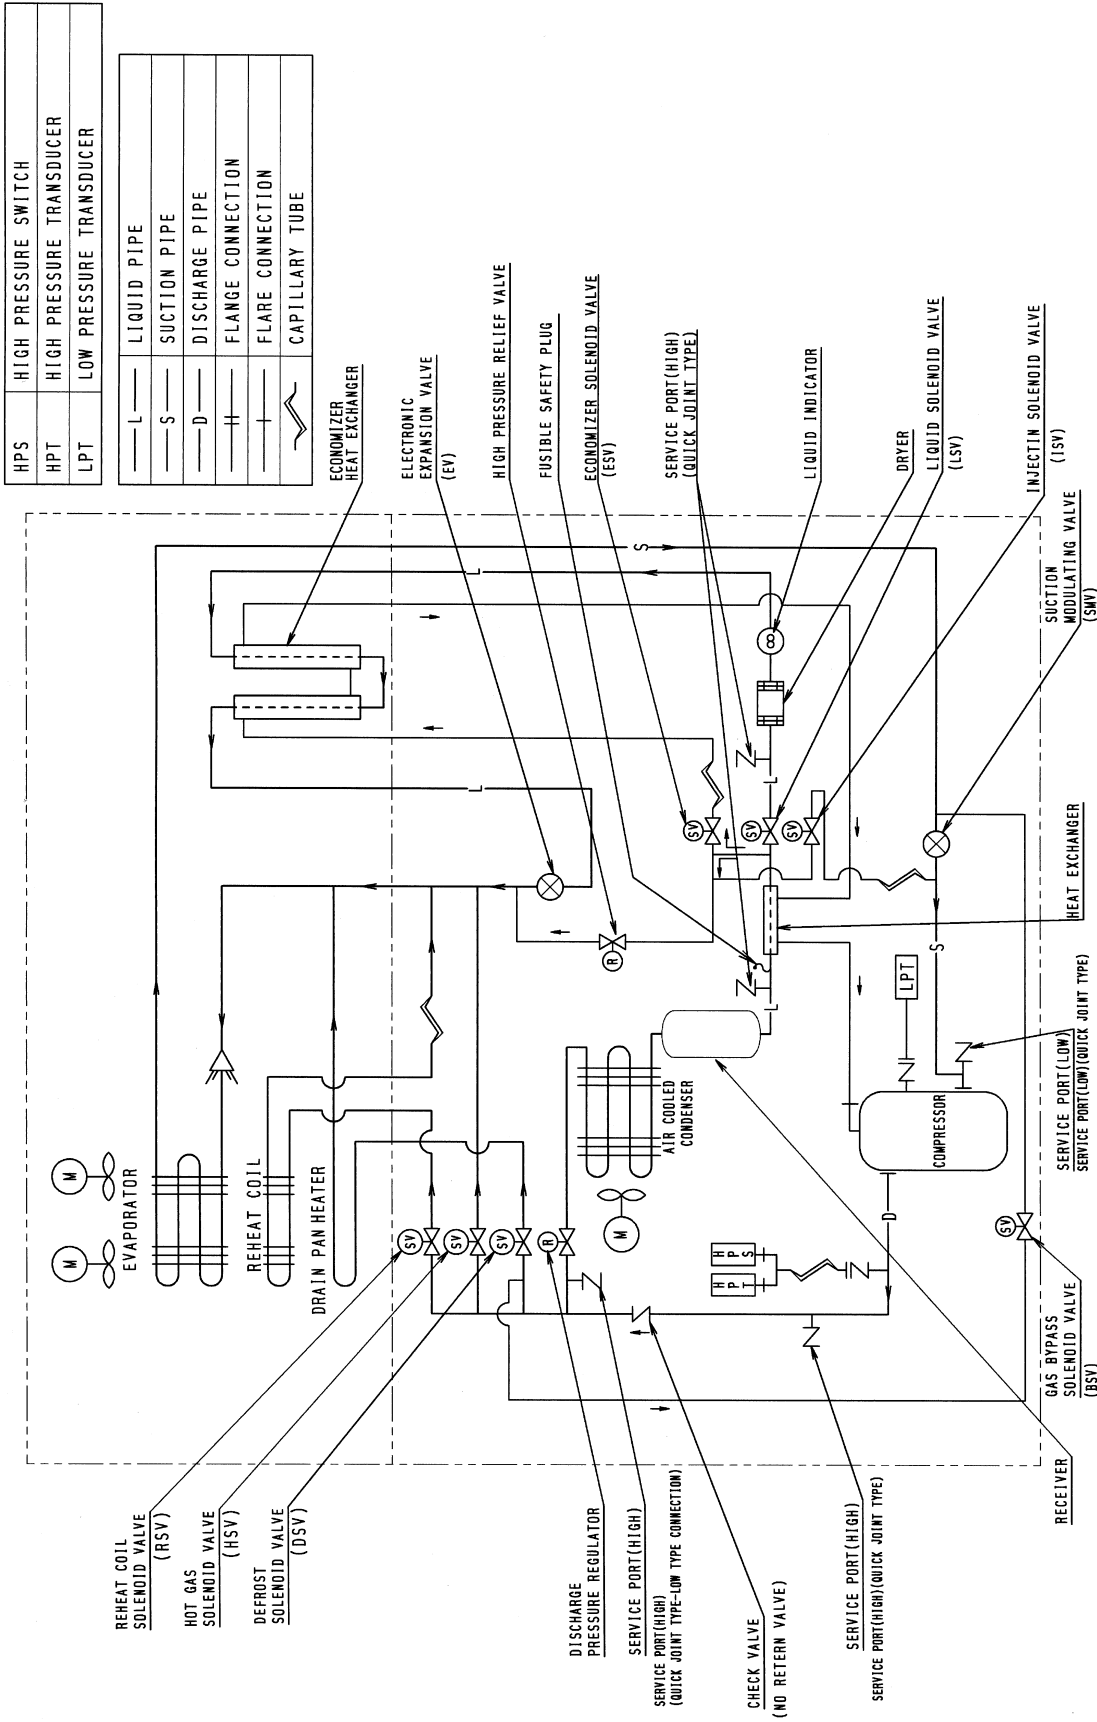 HPS HIGH PRESSURE SWITCH
HPT HIGH PRESSURE TRANSDUCER
LPT LOW PRESSURE TRANSDUCER
L LIQUID PIPE
S SUCTION PIPE
D DISCHARGE PIPE
FLANGE CONNECTION
FLARE CONNECTION
CAPILLARY TUBE
ECONOMIZER
HEAT EXCHANGER
ELECTRONIC
EXPANSION VALVE
(EV)
HIGH PRESSURE RELIEF VALVE
FUSIBLE SAFETY PLUG
ECONOMIZER SOLENOID VALVE
(ESV)
SERVICE PORT(HIGH)
(QUICK JOINT TYPE)
LIQUID INDICATOR
DRYER
LIQUID SOLENOID VALVE
(LSV)
INJECTIN SOLENOID VALVE
(ISV)
SUCTION
MODULATING VALVE
(SMV)
HEAT EXCHANGER
SERVICE PORT(LOW)
SERVICE PORT(LOW)(QUICK JOINT TYPE)
GAS BYPASS
SOLENOID VALVE
(BSV)
RECEIVER
REHEAT COIL
SOLENOID VALVE
(RSV)
HOT GAS
SOLENOID VALVE
(HSV)
DEFROST
SOLENOID VALVE
(DSV)
DISCHARGE
PRESSURE REGULATOR
SERVICE PORT(HIGH)
SERVICE PORT(HIGH)
(QUICK JOINT TYPE-LOW TYPE CONNECTION)
CHECK VALVE
(NO RETERN VALVE)
SERVICE PORT(HIGH)
SERVICE PORT(HIGH)(QUICK JOINT TYPE)
M
M
EVAPORATOR
REHEAT COIL
DRAIN PAN HEATER
SV
SV
SV
R
M
AIR COOLED
CONDENSER
HPS
HPT
COMPRESSOR
LPT
SV
R
SV
SV
SV
L
L
L
L
S
S
D